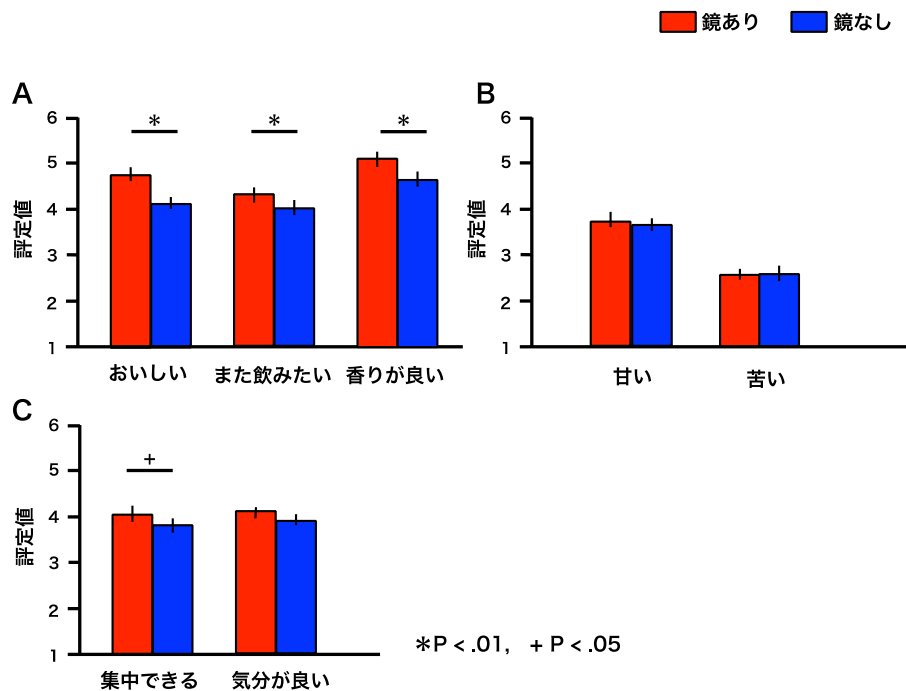 鏡あり 鏡なし
A
6
5
4
3
2
1
評定値
* * *
おいしい また飲みたい 香りが良い
B
6
5
4
3
2
1
評定値
甘い 苦い
C
6
5
4
3
2
1
評定値
+
集中できる 気分が良い
*P < .01, + P < .05